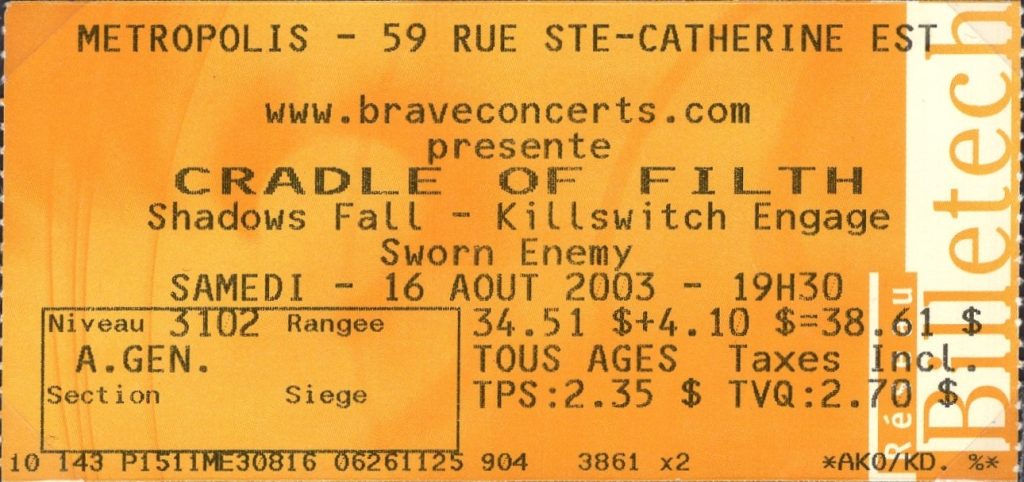 METROPOLIS - 59 RUE STE-CATHERINE EST
www.braveconcerts.com
presente
CRADLE OF FILTH
Shadows Fall - Killswitch Engage
Sworn Enemy
SAMEDI - 16 AOUT 2003 - 19H30
Niveau 3102 Rangee
A.GEN.
Section Siege
34.51 $+4.10 $=38.61 $
TOUS AGES Taxes Incl.
TPS:2.35 $ TVQ:2.70 $
10 143 P1511ME30816 06261125 904 3861 x2 *AKO/KD. %*
Réseau
Billetech